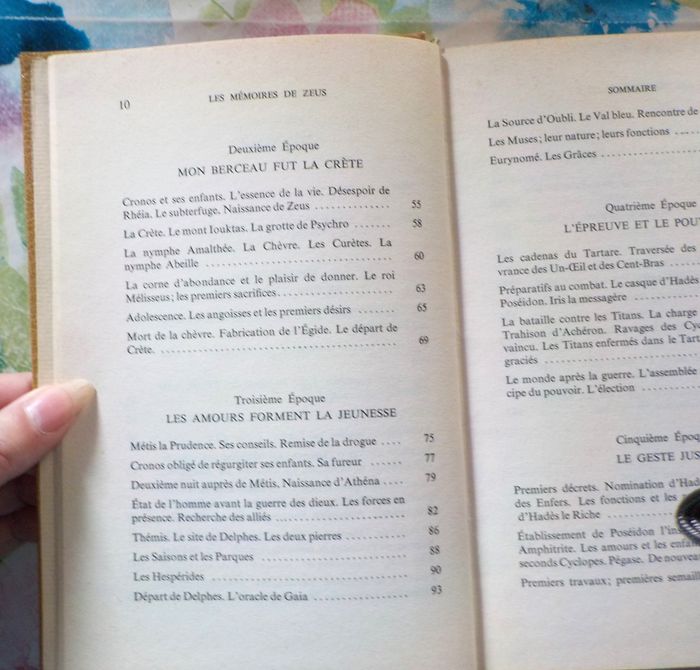 10 LES MÉMOIRES DE ZEUS
Deuxième Époque
MON BERCEAU FUT LA CRÈTE
Cronos et ses enfants. L'essence de la vie. Désespoir de
Rhéia. Le subterfuge. Naissance de Zeus .............. 55
La Crète. Le mont Iouktas. La grotte de Psychro ....... 58
La nymphe Amalthée. La Chèvre. Les Curètes. La
nymphe Abeille ................................. 60
La corne d'abondance et le plaisir de donner. Le roi
Mélisseus; les premiers sacrifices..................... 63
Adolescence. Les angoisses et les premiers désirs ....... 65
Mort de la chèvre. Fabrication de l'Égide. Le départ de
Crète. ........................................... 69
Troisième Époque
LES AMOURS FORMENT LA JEUNESSE
Métis la Prudence. Ses conseils. Remise de la drogue .... 75
Cronos obligé de régurgiter ses enfants. Sa fureur ...... 77
Deuxième nuit auprès de Métis. Naissance d'Athéna .... 79
État de l'homme avant la guerre des dieux. Les forces en
présence. Recherche des alliés ...................... 82
Thémis. Le site de Delphes. Les deux pierres ........... 86
Les Saisons et les Parques .......................... 88
Les Hespérides .................................. 90
Départ de Delphes. L'oracle de Gaia .................. 93
SOMMAIRE
La Source d'Oubli. Le Val bleu. Rencontre de
Les Muses; leur nature; leurs fonctions .....
Eurynomé. Les Grâces ....................
Quatrième Époque
L'ÉPREUVE ET LE
Les cadenas du Tartare. Traversée des
vrance des Un-Œil et des Cent-Bras ......
Préparatifs au combat. Le casque d'Hadès
Poséidon. Iris la messagère ..............
La bataille contre les Titans. La charge
Trahison d'Achéron. Ravages des
vaincu. Les Titans enfermés dans le
graciés ..........................
Le monde après la guerre. L'assemblée
cipe du pouvoir. L'élection ..........
Cinquième
LE GESTE
Premiers décrets. Nomination
des Enfers. Les fonctions et les
d'Hadès le Riche ..........
Établissement de Poséidon
Amphitrite. Les amours et les
seconds Cyclopes. Pégase. De
Premiers travaux; premières